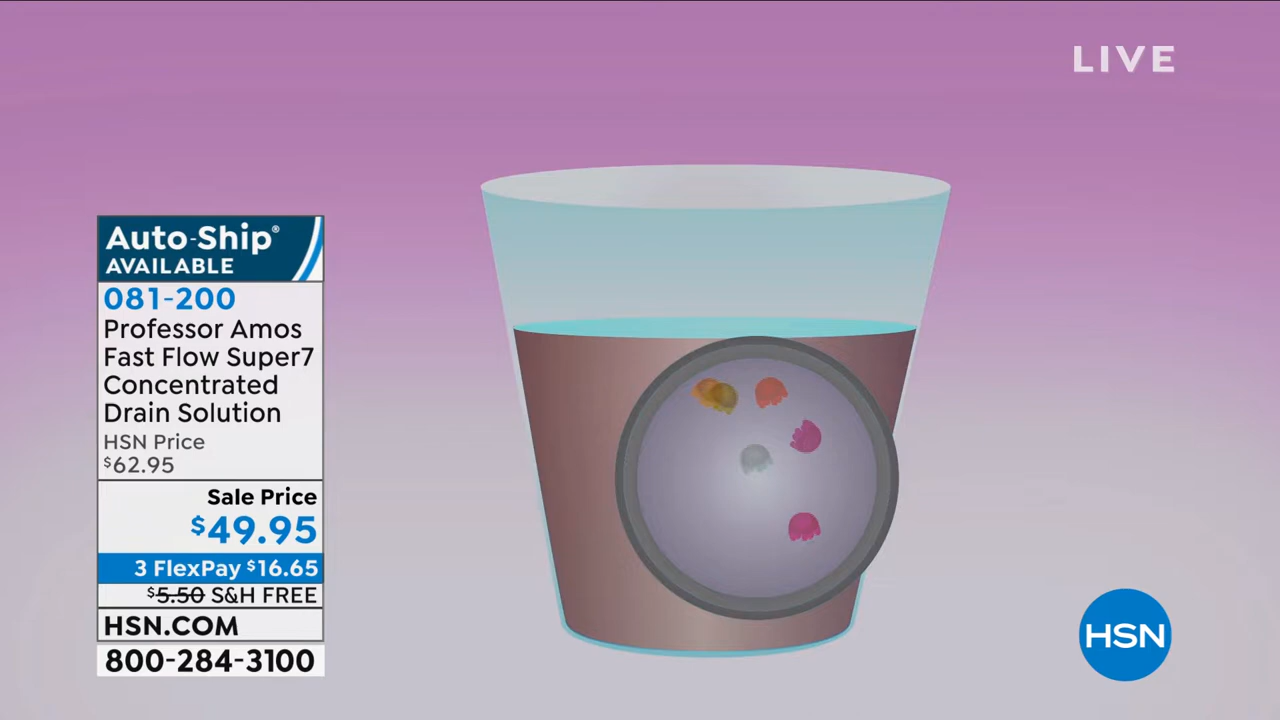 LIVE
Auto-Ship®
AVAILABLE
081-200
Professor Amos
Fast Flow Super7
Concentrated
Drain Solution
HSN Price
$62.95
Sale Price
$49.95
3 FlexPay $16.65
$5.50 S&H FREE
HSN.COM
800-284-3100
HSN